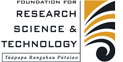 FOUNDATION FOR
RESEARCH
SCIENCE &
TECHNOLOGY
Tūāpapa Rangahau Pūtaiao